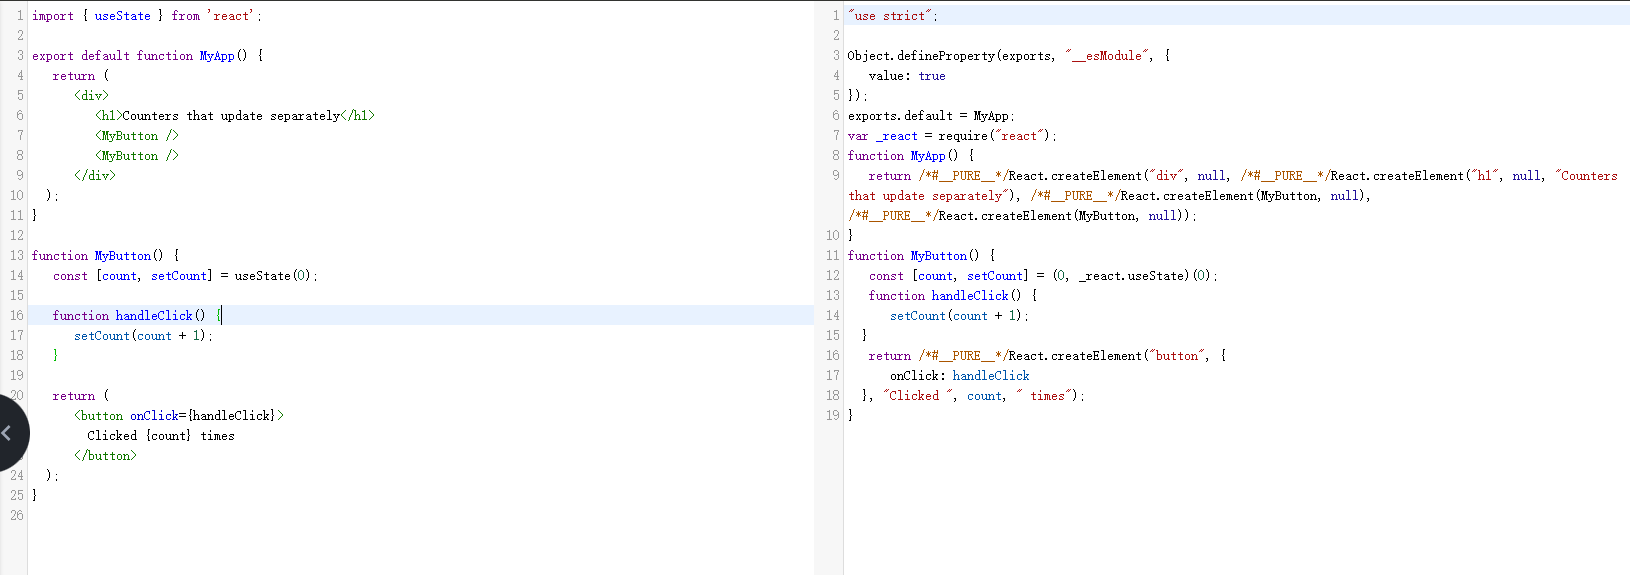 1 import { useState } from 'react';
2
3 export default function MyApp() {
4 return (
5 <div>
6 <h1>Counters that update separately</h1>
7 <MyButton />
8 <MyButton />
9 </div>
10 );
11 }
12
13 function MyButton() {
14 const [count, setCount] = useState(0);
15
16 function handleClick() {
17 setCount(count + 1);
18 }
19
20 return (
<button onClick={handleClick}>
Clicked {count} times
</button>
24 );
25 }
26
1 "use strict";
2
3 Object.defineProperty(exports, "__esModule", {
4 value: true
5 });
6 exports.default = MyApp;
7 var _react = require("react");
8 function MyApp() {
9 return /*#__PURE__*/React.createElement("div", null, /*#__PURE__*/React.createElement("h1", null, "Counters
that update separately"), /*#__PURE__*/React.createElement(MyButton, null),
/*#__PURE__*/React.createElement(MyButton, null));
10 }
11 function MyButton() {
12 const [count, setCount] = (0, _react.useState)(0);
13 function handleClick() {
14 setCount(count + 1);
15 }
16 return /*#__PURE__*/React.createElement("button", {
17 onClick: handleClick
18 }, "Clicked ", count, " times");
19 }